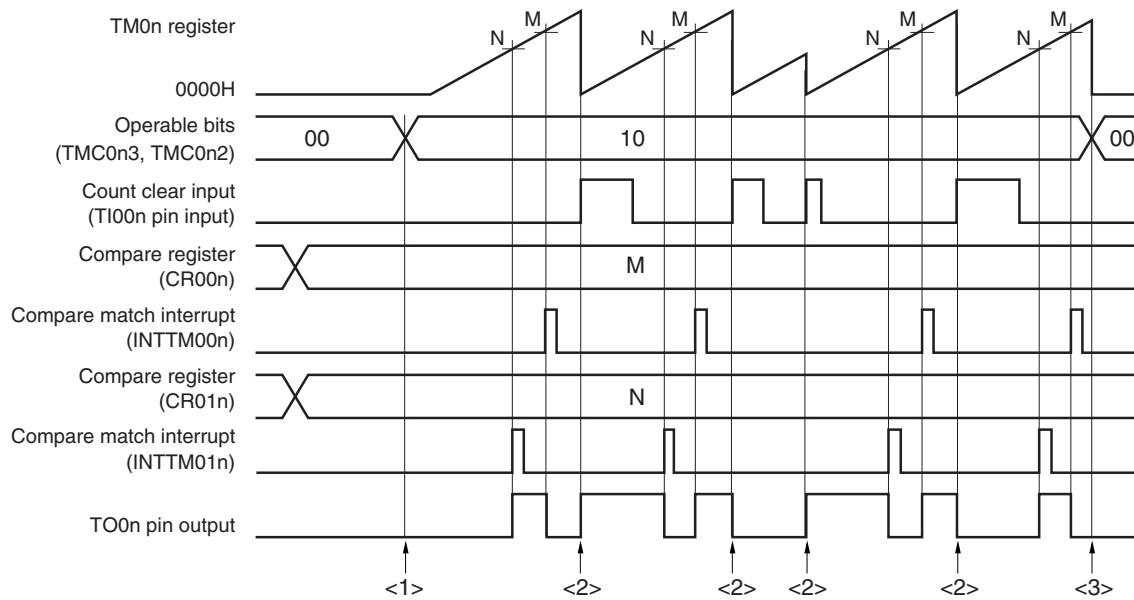 TM0n register
M
N
M
N
M
N
M
N
0000H
Operable bits
(TMC0n3, TMC0n2)
00
10
00
Count clear input
(TI00n pin input)
Compare register
(CR00n)
M
Compare match interrupt
(INTTM00n)
Compare register
(CR01n)
N
Compare match interrupt
(INTTM01n)
TO0n pin output
<1>
<2>
<2>
<2>
<2>
<3>